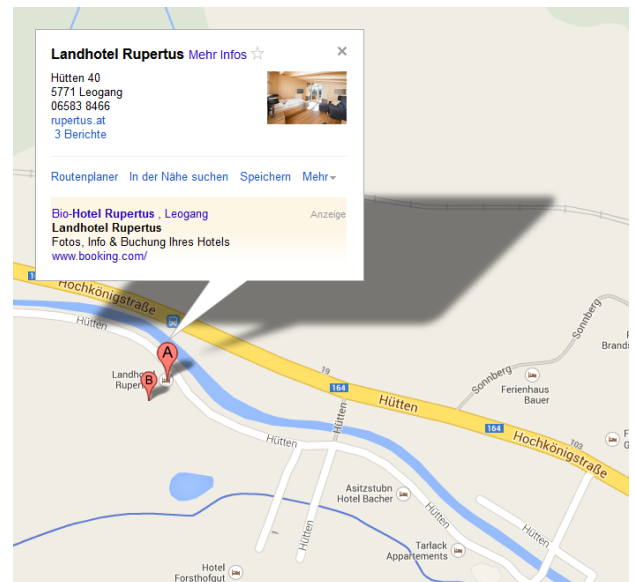 Landhotel Rupertus Mehr Infos
Hütten 40
5771 Leogang
06583 8466
rupertus.at
3 Berichte
Routenplaner In der Nähe suchen Speichern Mehr
Bio-Hotel Rupertus , Leogang Anzeige
Landhotel Rupertus
Fotos, Info & Buchung Ihres Hotels
www.booking.com/
Hochkönigstraße
Hütten
A
B
Landho
Rupert
19
164
Hütten
Sonnberg
Sonnberg
Brands
Ferienhaus
Bauer
164
Hochkönigstraße
103
F
G
Hütten
Hütten
Asitzstubn
Hotel Bacher
Hütten
Hütten
Hütten
Tarlack
Appartements
Hotel
Forsthofgut